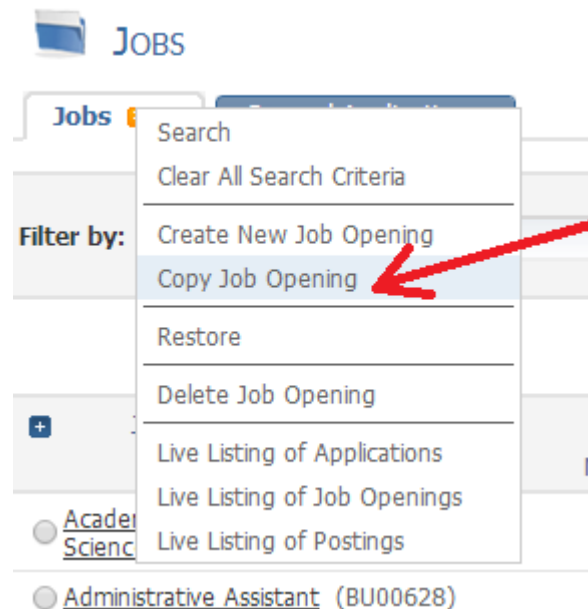 JOBS
Jobs
Search
Clear All Search Criteria
Filter by:
Create New Job Opening
Copy Job Opening
Restore
Delete Job Opening
Live Listing of Applications
Live Listing of Job Openings
Live Listing of Postings
Administrative Assistant (BU00628)